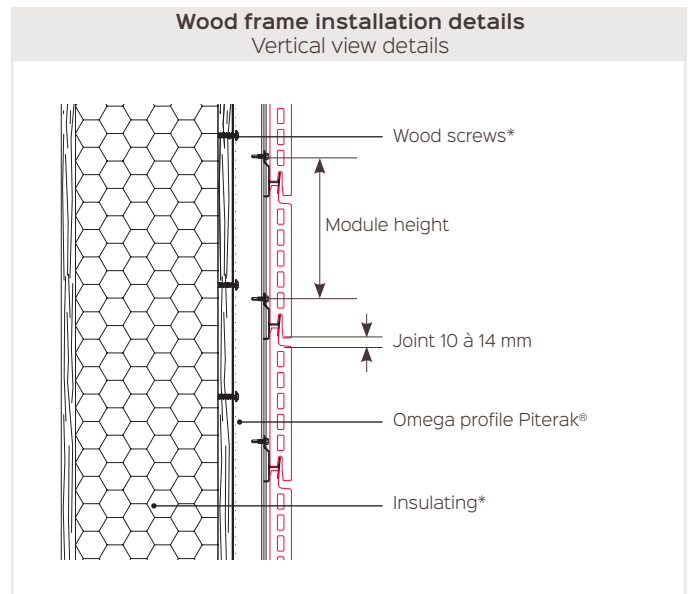 Wood frame installation details
Vertical view details
Wood screws*
Module height
Joint 10 à 14 mm
Omega profile Piterak®
Insulating*